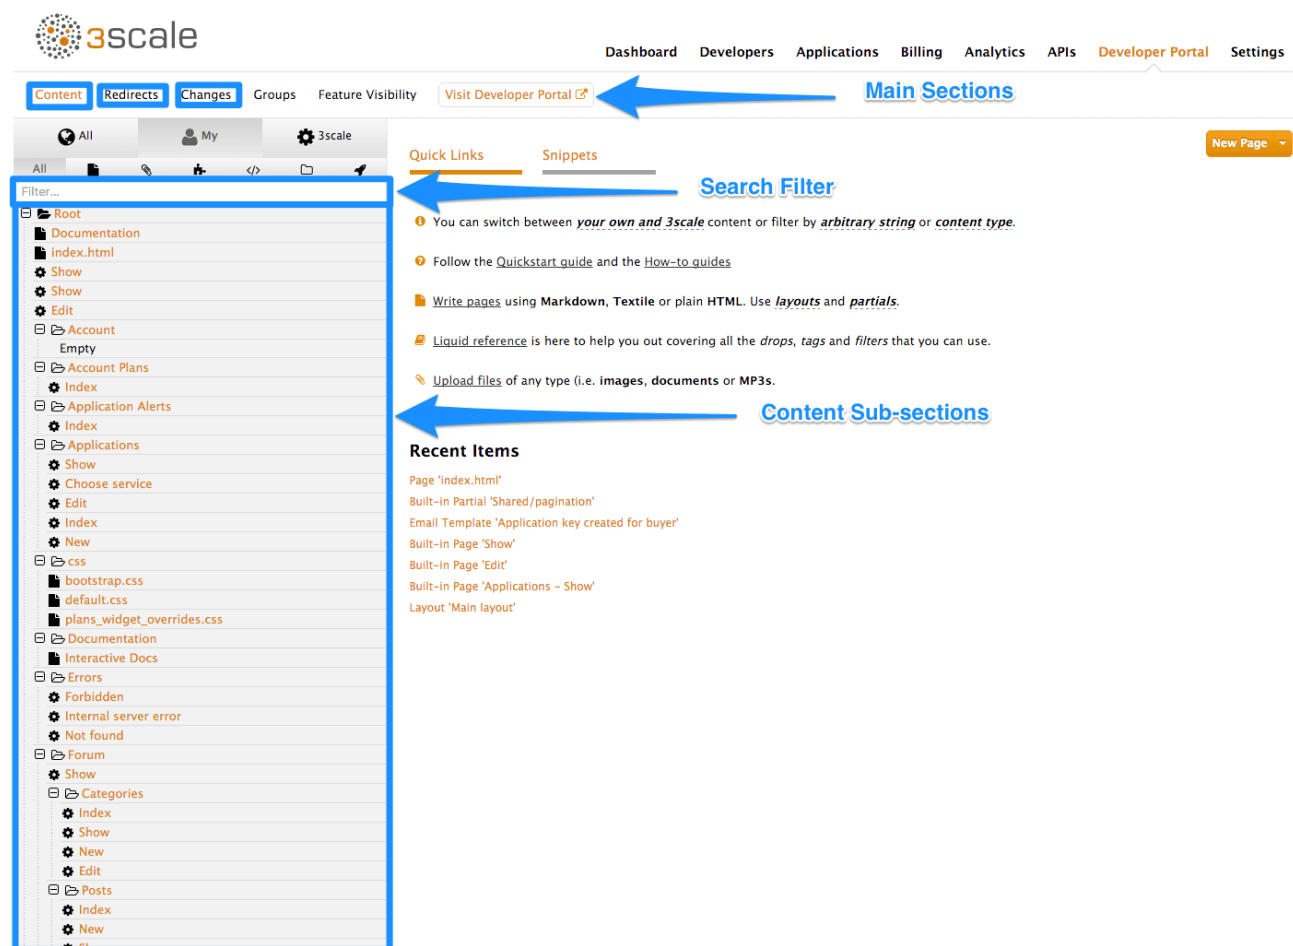 3scale
Dashboard Developers Applications Billing Analytics APIs Developer Portal Settings
Content Redirects Changes Groups Feature Visibility Visit Developer Portal Main Sections
All My 3scale
New Page
All </>
Quick Links Snippets
Filter...
Search Filter
Root
Documentation
index.html
Show
Show
Edit
Account
Empty
Account Plans
Index
Application Alerts
Index
Applications
Show
Choose service
Edit
Index
New
css
bootstrap.css
default.css
plans_widget_overrides.css
Documentation
Interactive Docs
Errors
Forbidden
Internal server error
Not found
Forum
Show
Categories
Index
Show
New
Edit
Posts
Index
New
You can switch between your own and 3scale content or filter by arbitrary string or content type.
Follow the Quickstart guide and the How-to guides
Write pages using Markdown, Textile or plain HTML. Use layouts and partials.
Liquid reference is here to help you out covering all the drops, tags and filters that you can use.
Upload files of any type (i.e. images, documents or MP3s.
Content Sub-sections
Recent Items
Page 'index.html'
Built-in Partial 'Shared/pagination'
Email Template 'Application key created for buyer'
Built-in Page 'Show'
Built-in Page 'Edit'
Built-in Page 'Applications - Show'
Layout 'Main layout'